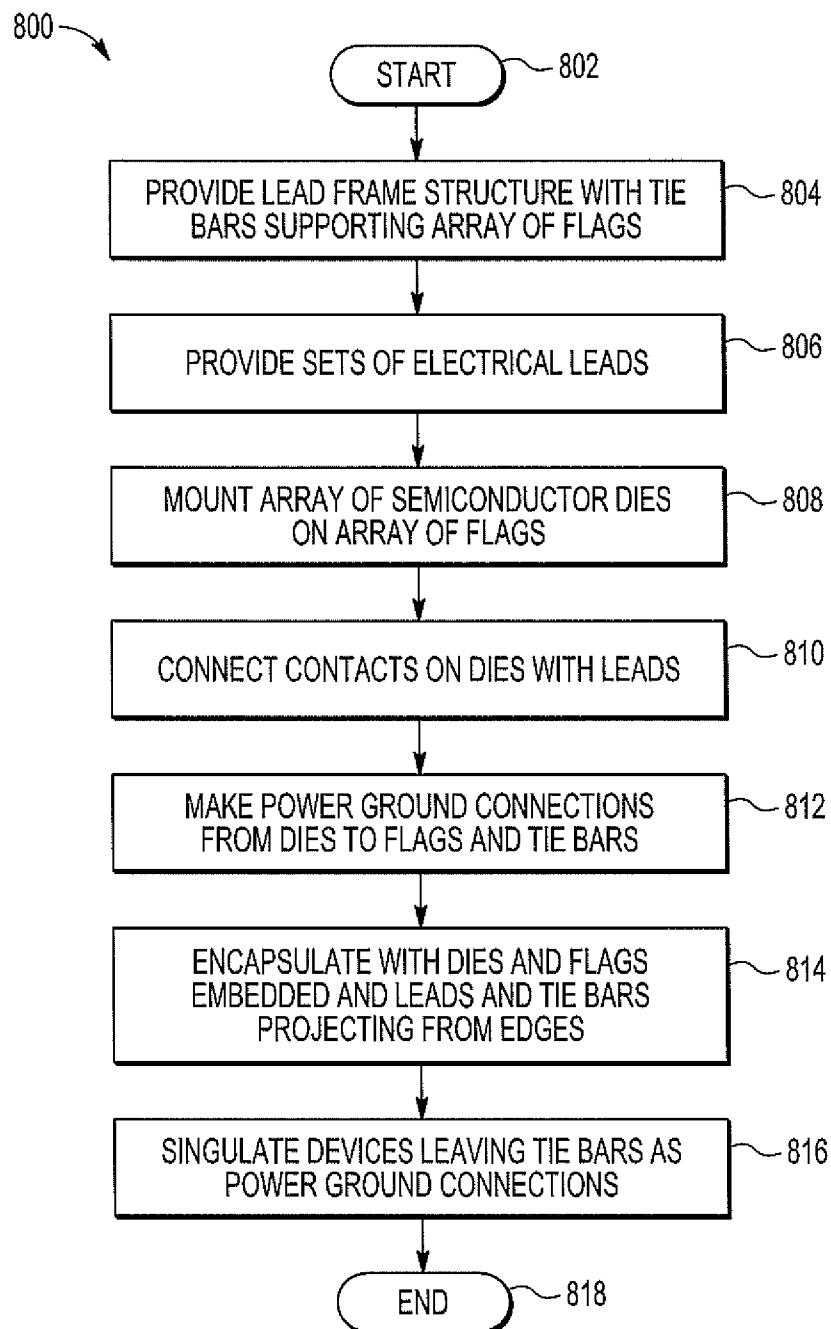 800
START
802
PROVIDE LEAD FRAME STRUCTURE WITH TIE
BARS SUPPORTING ARRAY OF FLAGS
804
PROVIDE SETS OF ELECTRICAL LEADS
806
MOUNT ARRAY OF SEMICONDUCTOR DIES
ON ARRAY OF FLAGS
808
CONNECT CONTACTS ON DIES WITH LEADS
810
MAKE POWER GROUND CONNECTIONS
FROM DIES TO FLAGS AND TIE BARS
812
ENCAPSULATE WITH DIES AND FLAGS
EMBEDDED AND LEADS AND TIE BARS
PROJECTING FROM EDGES
814
SINGULATE DEVICES LEAVING TIE BARS AS
POWER GROUND CONNECTIONS
816
END
818